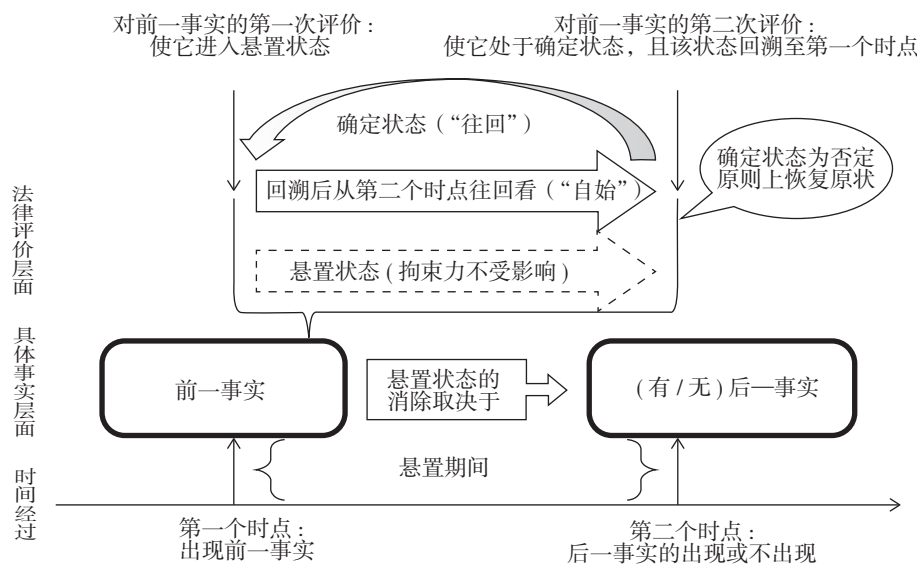 对前一事实的第一次评价：
使它进入悬置状态
对前一事实的第二次评价：
使它处于确定状态，且该状态回溯至第一个时点
确定状态（“往回”）
确定状态为否定
原则上恢复原状
回溯后从第二个时点往回看（“自始”）
悬置状态(拘束力不受影响)
法律评价层面
具体事实层面
时间经过
前一事实
悬置状态的
消除取决于
(有/无)后一事实
悬置期间
第一个时点：
出现前一事实
第二个时点：
后一事实的出现或不出现